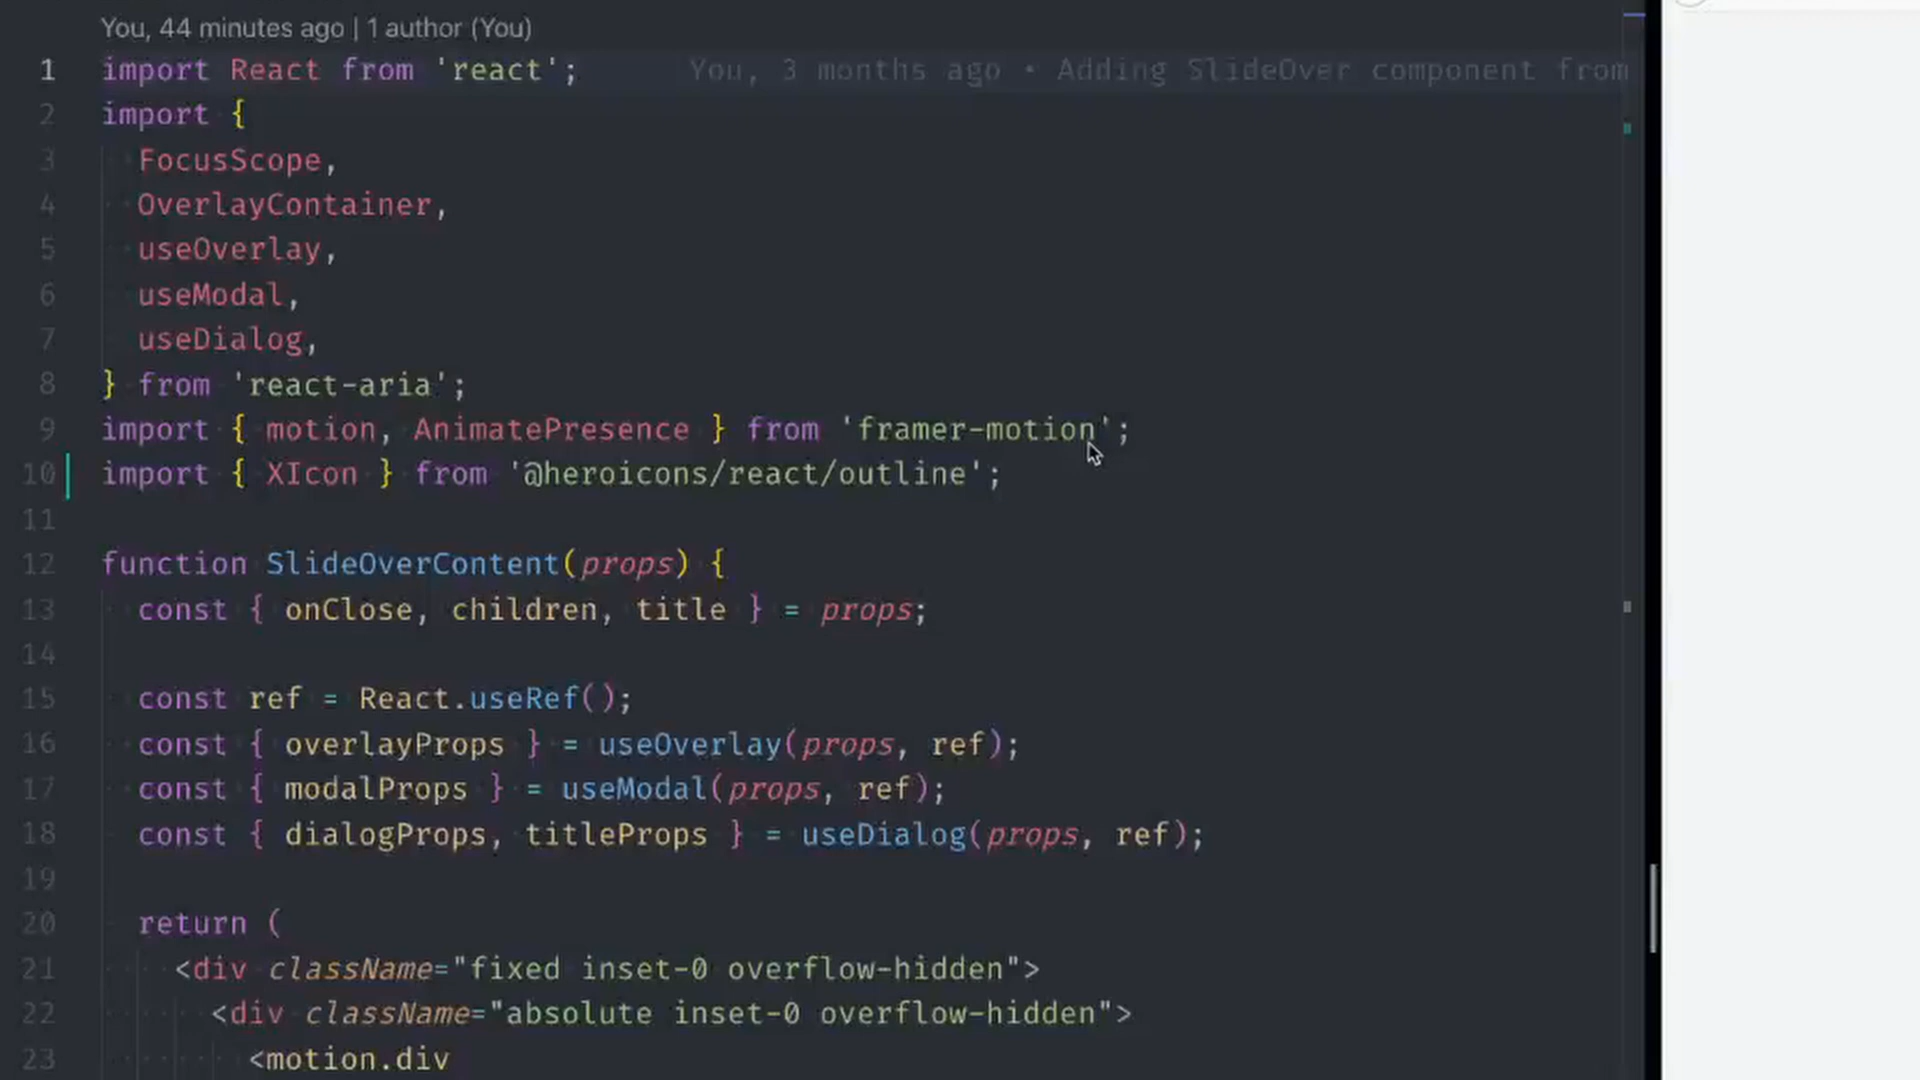 You, 44 minutes ago | 1 author (You)
1 import React from 'react'; You, 3 months ago • Adding SlideOver component from
2 import {
3 FocusScope,
4 OverlayContainer,
5 useOverlay,
6 useModal,
7 useDialog,
8 } from 'react-aria';
9 import { motion, AnimatePresence } from 'framer-motion';
10 import { XIcon } from '@heroicons/react/outline';
11
12 function SlideOverContent(props) {
13 const { onClose, children, title } = props;
14
15 const ref = React.useRef();
16 const { overlayProps } = useOverlay(props, ref);
17 const { modalProps } = useModal(props, ref);
18 const { dialogProps, titleProps } = useDialog(props, ref);
19
20 return (
21 <div className="fixed inset-0 overflow-hidden">
22 <div className="absolute inset-0 overflow-hidden">
23 <motion.div